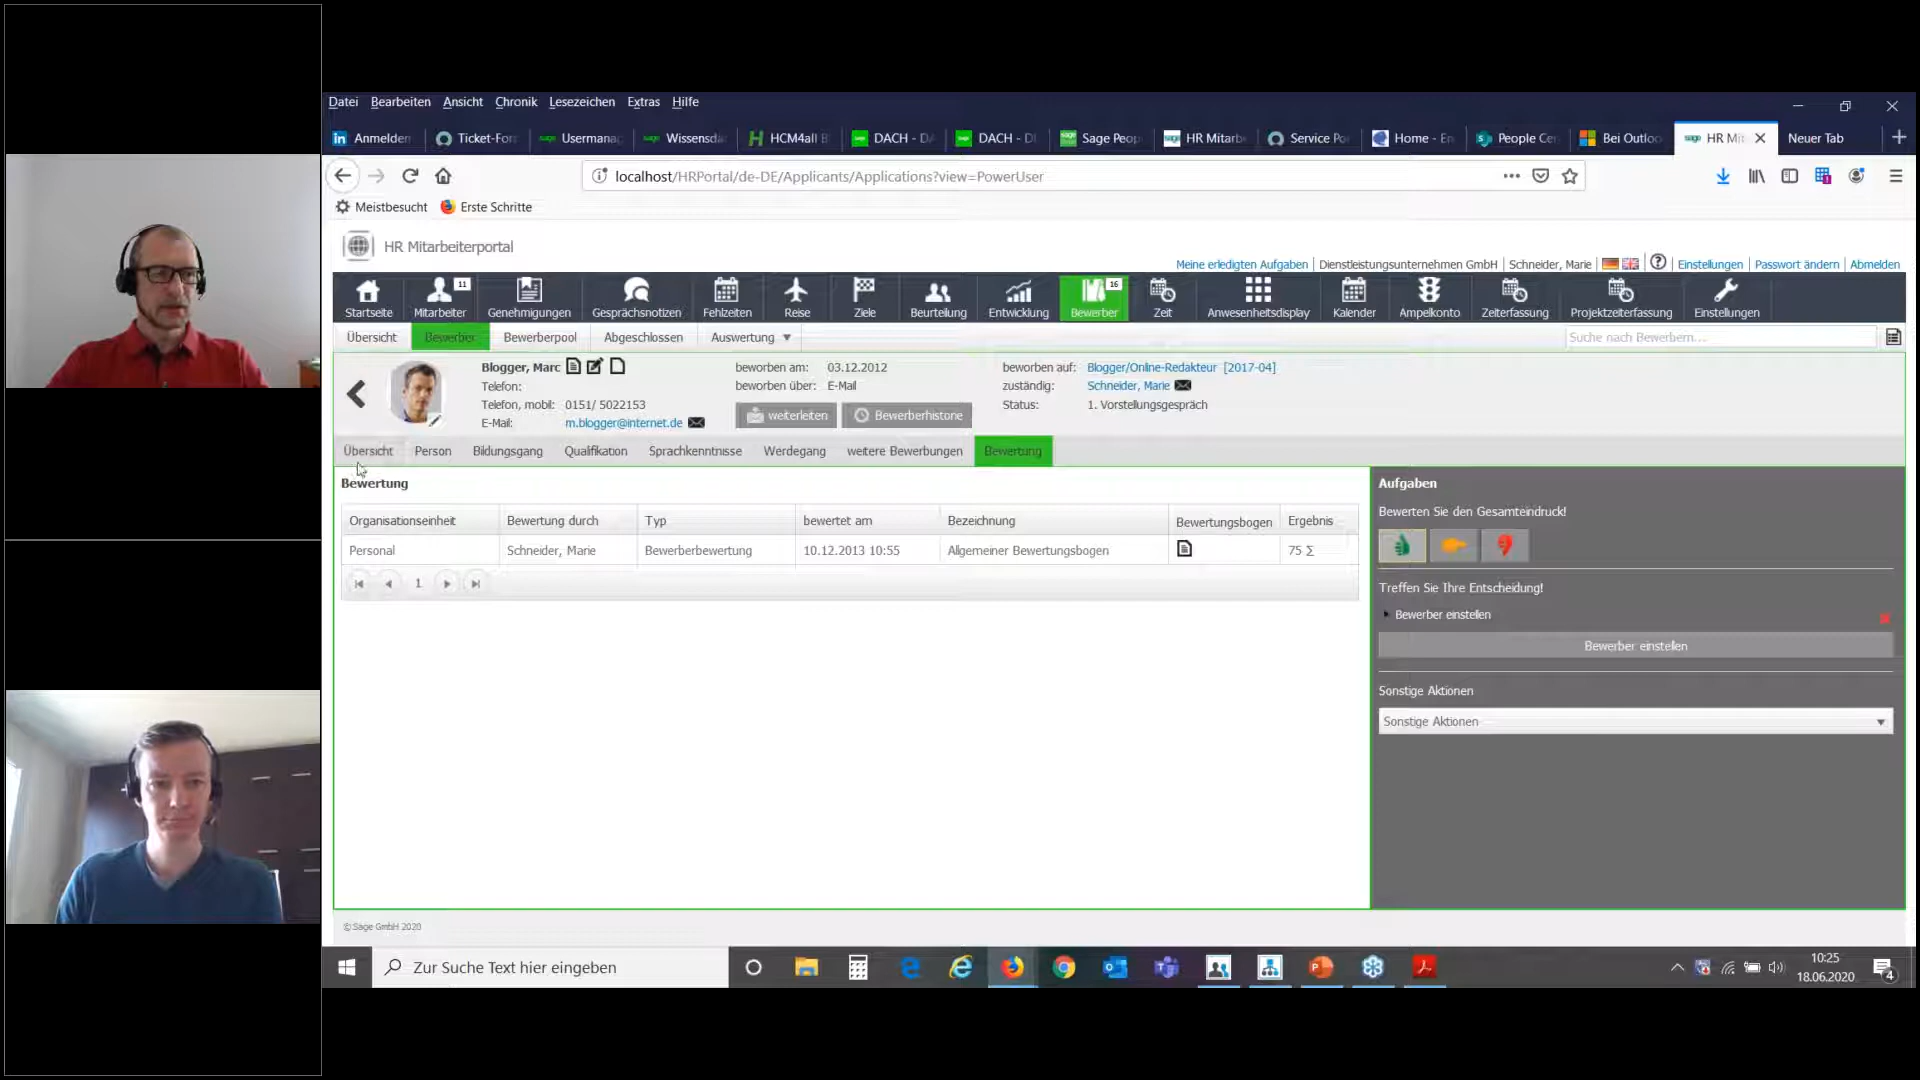 Datei Bearbeiten Ansicht Chronik Lesezeichen Extras Hilfe
in Anmelden Ticket-For Usermana Wissensda HCM4all B DACH - DA DACH - DI Sage Peop HR Mitarb Service Po Home - En People Cen Bei Outloo HR Mit Neuer Tab
localhost/HRPortal/de-DE/Applicants/Applications?view=PowerUser
Meistbesucht Erste Schritte
HR Mitarbeiterportal
Meine erledigten Aufgaben | Dienstleistungsunternehmen GmbH | Schneider, Marie | Einstellungen | Passwort ändern | Abmelden
11 16
Startseite Mitarbeiter Genehmigungen Gesprächsnotizen Fehlzeiten Reise Ziele Beurteilung Entwicklung Bewerber Zeit Anwesenheitsdisplay Kalender Ampelkonto Zeiterfassung Projektzeiterfassung Einstellungen
Übersicht Bewerber Bewerberpool Abgeschlossen Auswertung Suche nach Bewerbern...
Blogger, Marc beworben am: 03.12.2012 beworben auf: Blogger/Online-Redakteur [2017-04]
Telefon: beworben über: E-Mail zuständig: Schneider, Marie
Telefon, mobil: 0151/ 5022153 Status: 1. Vorstellungsgespräch
E-Mail: m.blogger@internet.de weiterleiten Bewerberhistorie
Übersicht Person Bildungsgang Qualifikation Sprachkenntnisse Werdegang weitere Bewerbungen Bewertung
Bewertung
Organisationseinheit Bewertung durch Typ bewertet am Bezeichnung Bewertungsbogen Ergebnis
Personal Schneider, Marie Bewerberbewertung 10.12.2013 10:55 Allgemeiner Bewertungsbogen 75 Σ
1
Aufgaben
Bewerten Sie den Gesamteindruck!
Treffen Sie Ihre Entscheidung!
Bewerber einstellen
Bewerber einstellen
Sonstige Aktionen
Sonstige Aktionen
© Sage GmbH 2020
Zur Suche Text hier eingeben
10:25
18.06.2020
4